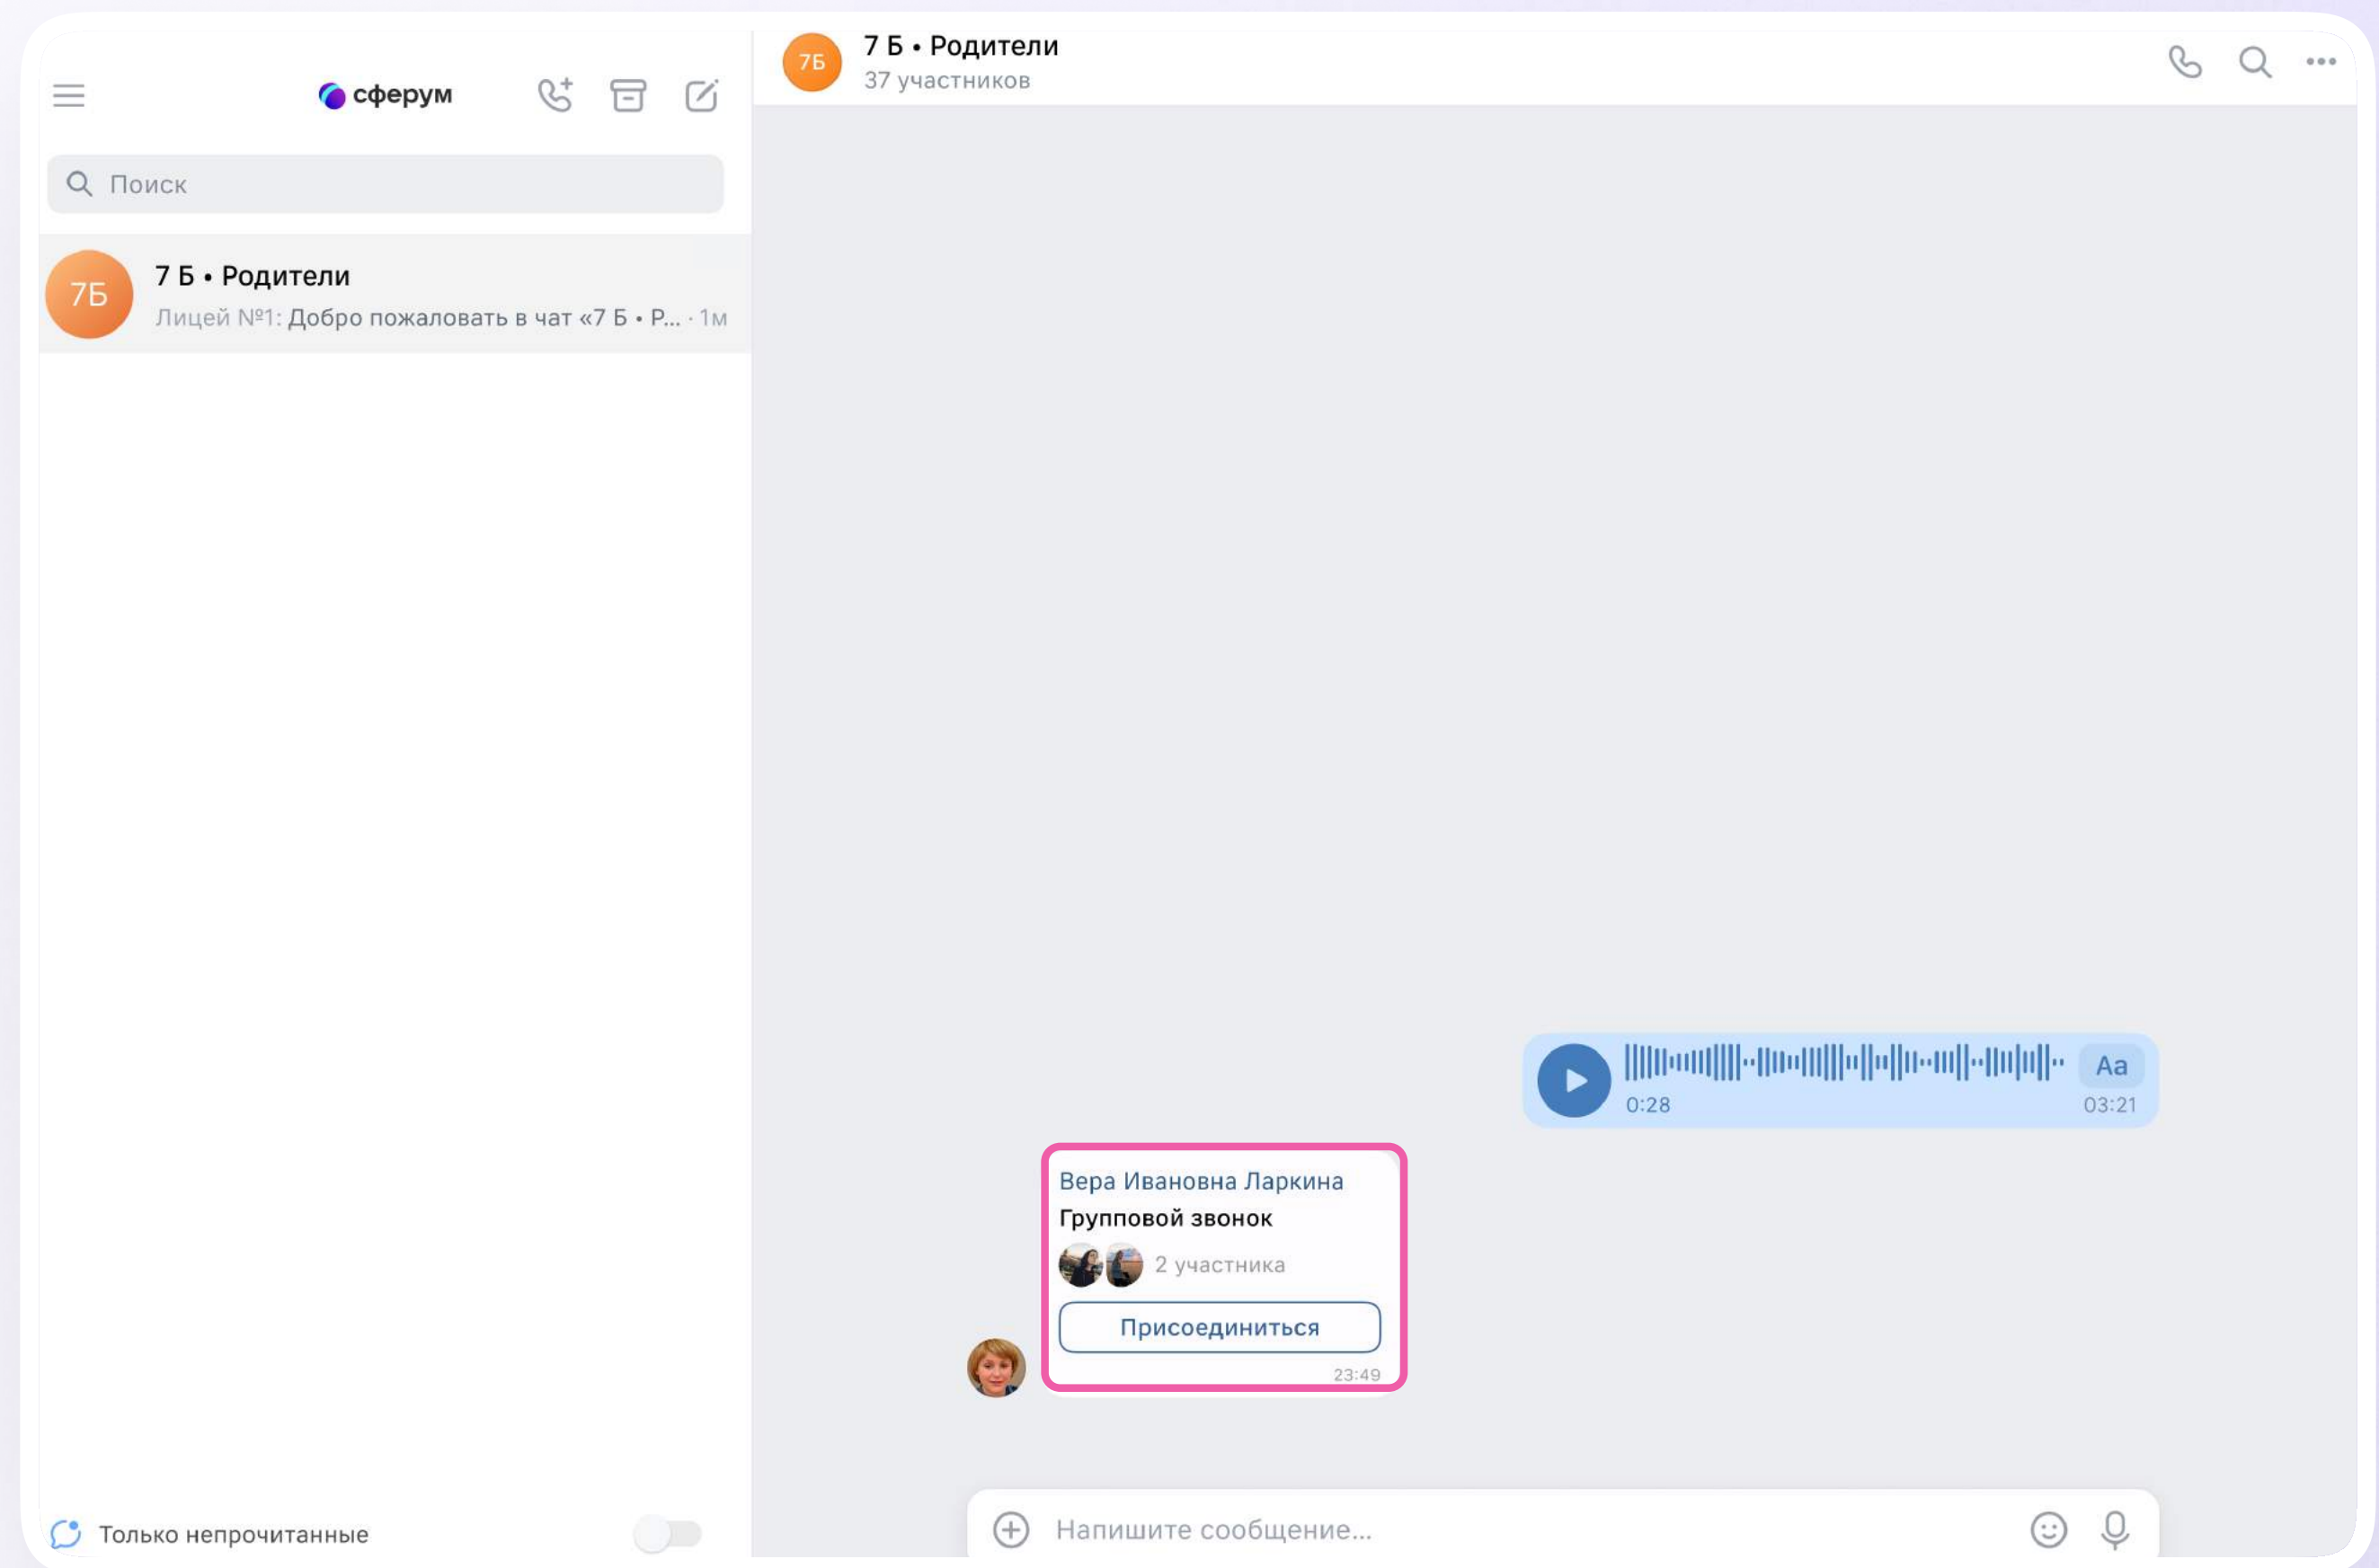 сферум
Поиск
7Б
7 Б • Родители
Лицей №1: Добро пожаловать в чат «7 Б • Р... · 1м
Только непрочитанные
7Б
7 Б • Родители
37 участников
Aa
0:28
03:21
Вера Ивановна Ларкина
Групповой звонок
2 участника
Присоединиться
23:49
Напишите сообщение...